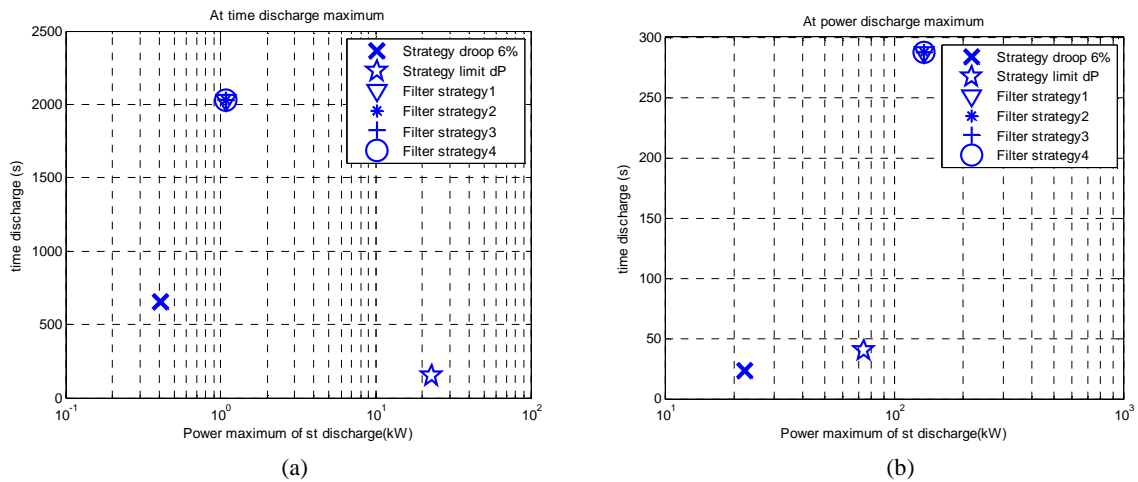 At time discharge maximum
2500
2000
1500
1000
500
0
time discharge (s)
10^-1
10^0
10^1
10^2
Power maximum of st discharge(kW)
Strategy droop 6%
Strategy limit dP
Filter strategy1
Filter strategy2
Filter strategy3
Filter strategy4
(a)
At power discharge maximum
300
250
200
150
100
50
0
time discharge (s)
10^1
10^2
10^3
Power maximum of st discharge(kW)
Strategy droop 6%
Strategy limit dP
Filter strategy1
Filter strategy2
Filter strategy3
Filter strategy4
(b)